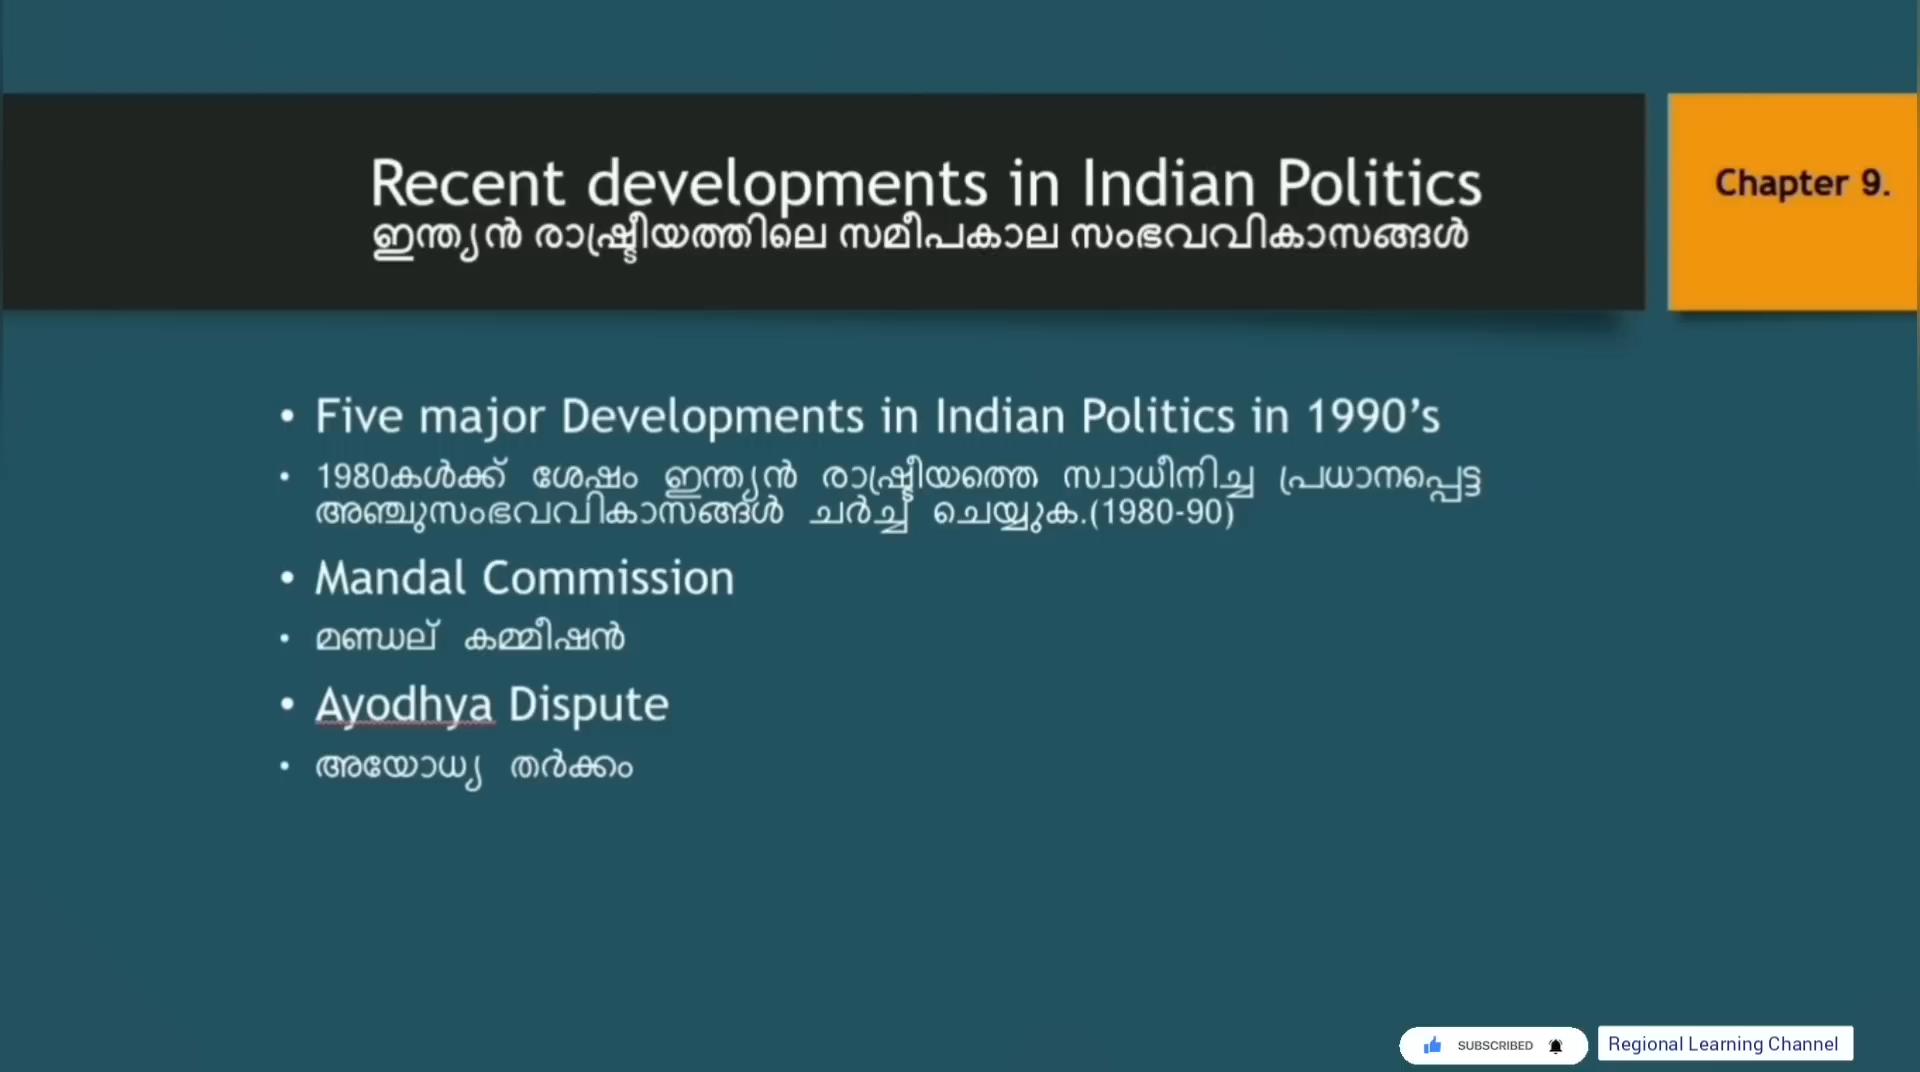 Recent developments in Indian Politics
ഇന്ത്യൻ രാഷ്ട്രീയത്തിലെ സമീപകാല സംഭവവികാസങ്ങൾ
Chapter 9.
• Five major Developments in Indian Politics in 1990’s
• 1980കൾക്ക് ശേഷം ഇന്ത്യൻ രാഷ്ട്രീയത്തെ സ്വാധീനിച്ച പ്രധാനപ്പെട്ട
അഞ്ചുസംഭവവികാസങ്ങൾ ചർച്ച് ചെയ്യുക.(1980-90)
• Mandal Commission
• മണ്ഡല് കമ്മീഷൻ
• Ayodhya Dispute
• അയോധ്യ തർക്കം
SUBSCRIBED
Regional Learning Channel